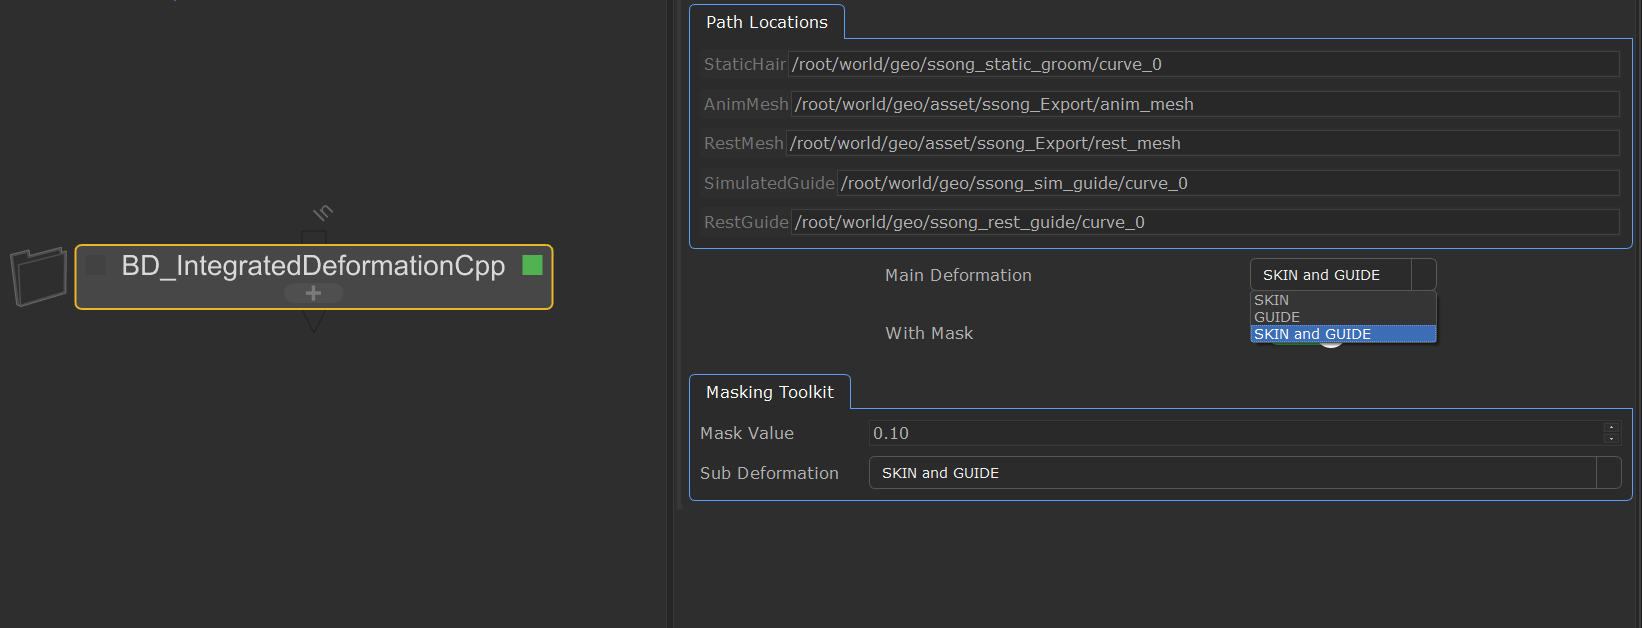 In
BD_IntegratedDeformationCpp
+
Path Locations
StaticHair /root/world/geo/ssong_static_groom/curve_0
AnimMesh /root/world/geo/asset/ssong_Export/anim_mesh
RestMesh /root/world/geo/asset/ssong_Export/rest_mesh
SimulatedGuide /root/world/geo/ssong_sim_guide/curve_0
RestGuide /root/world/geo/ssong_rest_guide/curve_0
Main Deformation SKIN and GUIDE
SKIN
GUIDE
SKIN and GUIDE
With Mask
Masking Toolkit
Mask Value 0.10
Sub Deformation SKIN and GUIDE